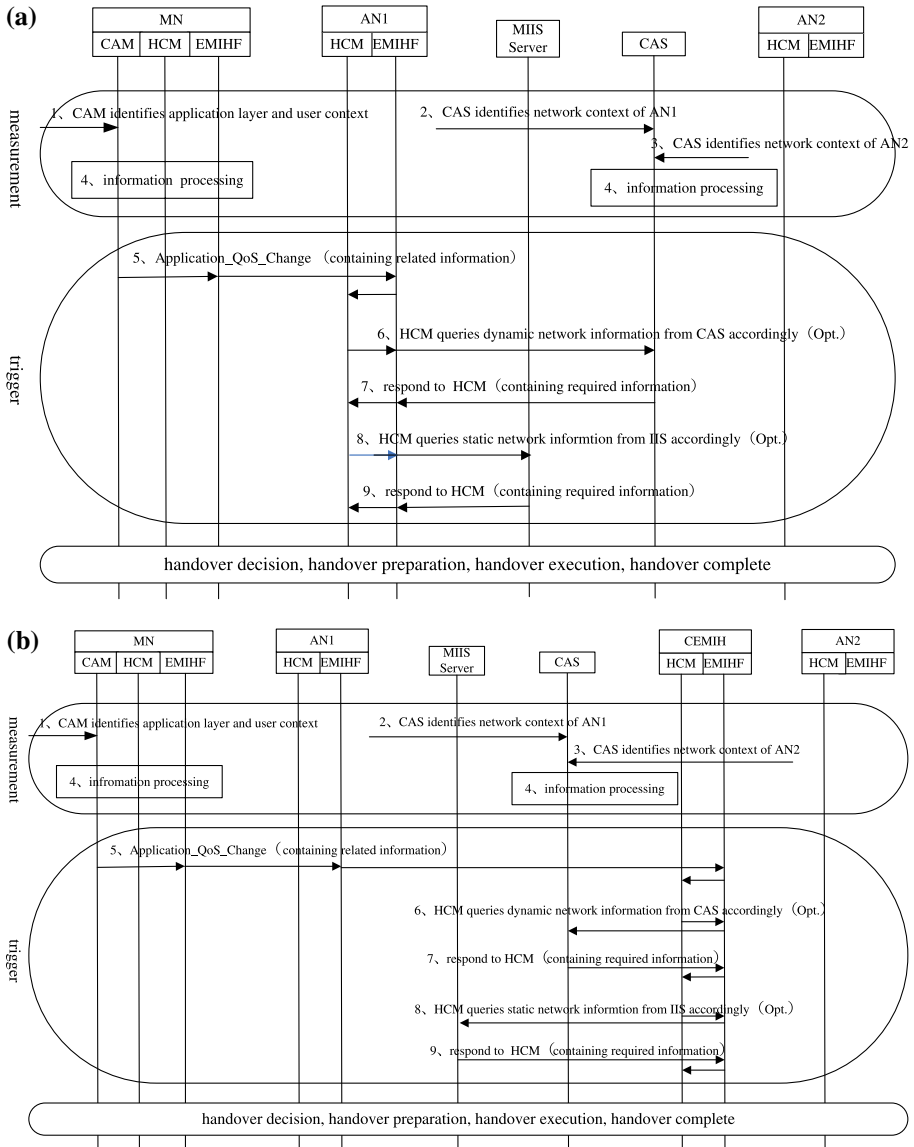 (a)
MN
CAM HCM EMIHF
AN1
HCM EMIHF
MIIS
Server
CAS
AN2
HCM EMIHF
measurement
1、CAM identifies application layer and user context
2、CAS identifies network context of AN1
3、CAS identifies network context of AN2
4、information processing
4、information processing
trigger
5、Application_QoS_Change （containing related information）
6、HCM queries dynamic network information from CAS accordingly（Opt.）
7、respond to HCM（containing required information）
8、HCM queries static network informtion from IIS accordingly（Opt.）
9、respond to HCM（containing required information）
handover decision, handover preparation, handover execution, handover complete
(b)
MN
CAM HCM EMIHF
AN1
HCM EMIHF
MIIS
Server
CAS
CEMIH
HCM EMIHF
AN2
HCM EMIHF
measurement
1、CAM identifies application layer and user context
2、CAS identifies network context of AN1
3、CAS identifies network context of AN2
4、infromation processing
4、information processing
trigger
5、Application_QoS_Change（containing related information）
6、HCM queries dynamic network information from CAS accordingly（Opt.）
7、respond to HCM（containing required information）
8、HCM queries static network informtion from IIS accordingly（Opt.）
9、respond to HCM（containing required information）
handover decision, handover preparation, handover execution, handover complete